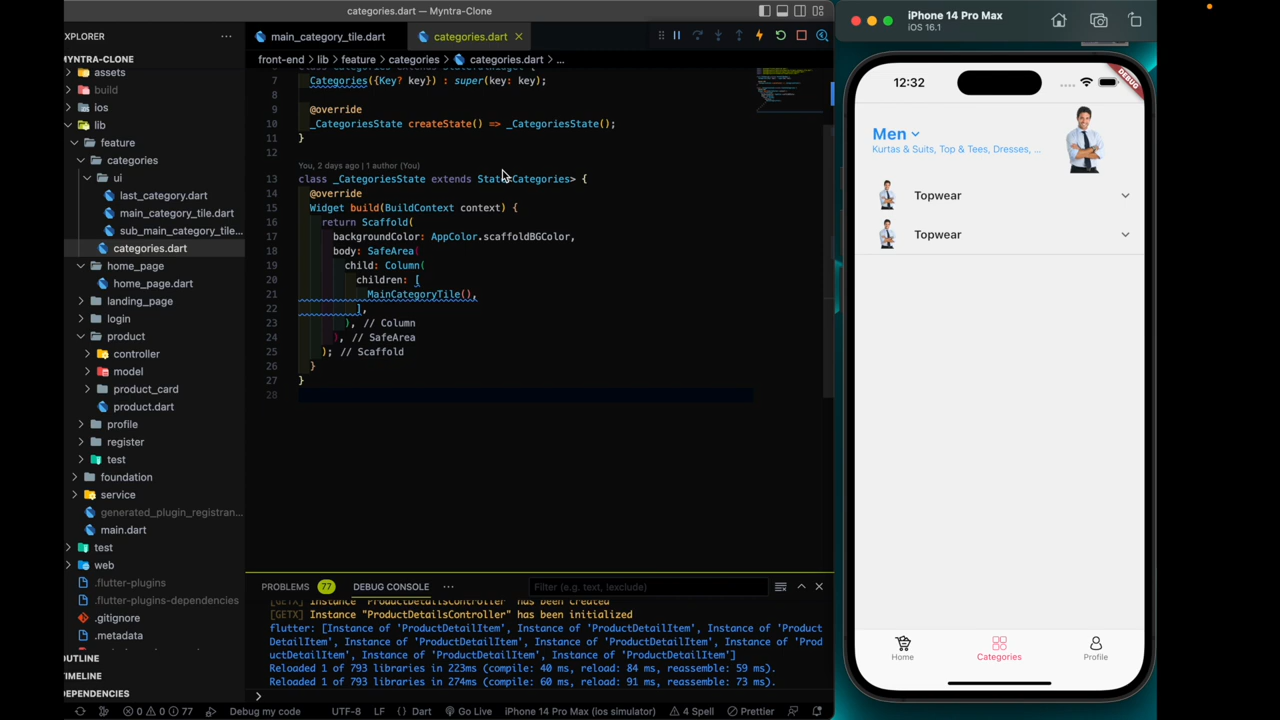 categories.dart — Myntra-Clone
EXPLORER
MYNTRA-CLONE
assets
build
ios
lib
feature
categories
ui
last_category.dart
main_category_tile.dart
sub_main_category_tile...
categories.dart
home_page
home_page.dart
landing_page
login
product
controller
model
product_card
product.dart
profile
register
test
foundation
service
generated_plugin_registran...
main.dart
test
web
.flutter-plugins
.flutter-plugins-dependencies
.gitignore
.metadata
OUTLINE
TIMELINE
DEPENDENCIES
main_category_tile.dart
categories.dart
front-end > lib > feature > categories > categories.dart > ...
7 Categories({Key? key}) : super(key: key);
8
9 @override
10 _CategoriesState createState() => _CategoriesState();
11 }
12
You, 2 days ago | 1 author (You)
13 class _CategoriesState extends State<Categories> {
14 @override
15 Widget build(BuildContext context) {
16 return Scaffold(
17 backgroundColor: AppColor.scaffoldBGColor,
18 body: SafeArea(
19 child: Column(
20 children: [
21 MainCategoryTile(),
22 ],
23 ), // Column
24 ), // SafeArea
25 ); // Scaffold
26 }
27 }
28
PROBLEMS 77 DEBUG CONSOLE ...
Filter (e.g. text, !exclude)
[GETX] Instance "ProductDetailsController" has been created
[GETX] Instance "ProductDetailsController" has been initialized
flutter: [Instance of 'ProductDetailItem', Instance of 'ProductDetailItem', Instance of 'Product
DetailItem', Instance of 'ProductDetailItem', Instance of 'ProductDetailItem', Instance of 'Prod
uctDetailItem', Instance of 'ProductDetailItem']
Reloaded 1 of 793 libraries in 223ms (compile: 40 ms, reload: 84 ms, reassemble: 59 ms).
Reloaded 1 of 793 libraries in 274ms (compile: 60 ms, reload: 91 ms, reassemble: 73 ms).
>
0 0 77 Debug my code UTF-8 LF {} Dart Go Live iPhone 14 Pro Max (ios simulator) 4 Spell Prettier
iPhone 14 Pro Max
iOS 16.1
12:32
DEBUG
Men
Kurtas & Suits, Top & Tees, Dresses, ...
Topwear
Topwear
Home
Categories
Profile